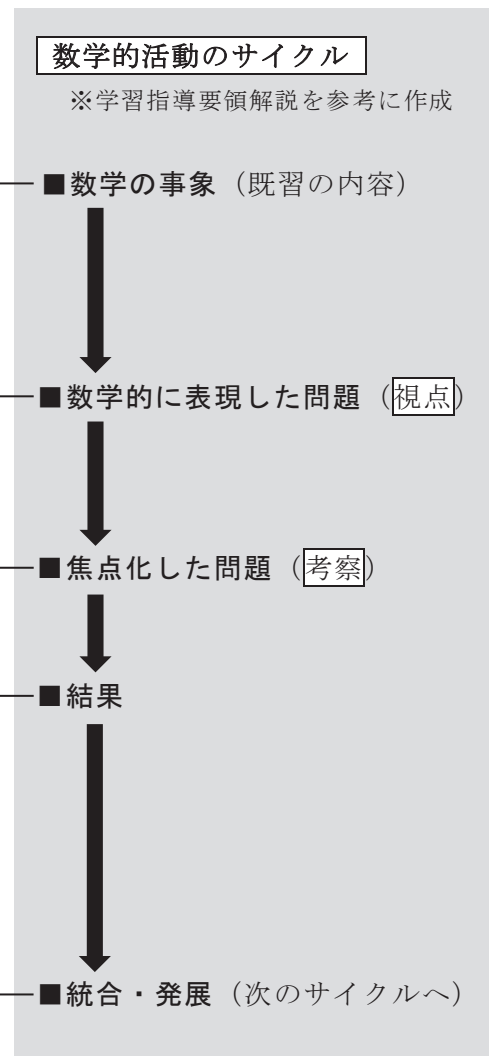 数学的活動のサイクル
※学習指導要領解説を参考に作成
■数学の事象（既習の内容）
■数学的に表現した問題（視点）
■焦点化した問題（考察）
■結果
■統合・発展（次のサイクルへ）